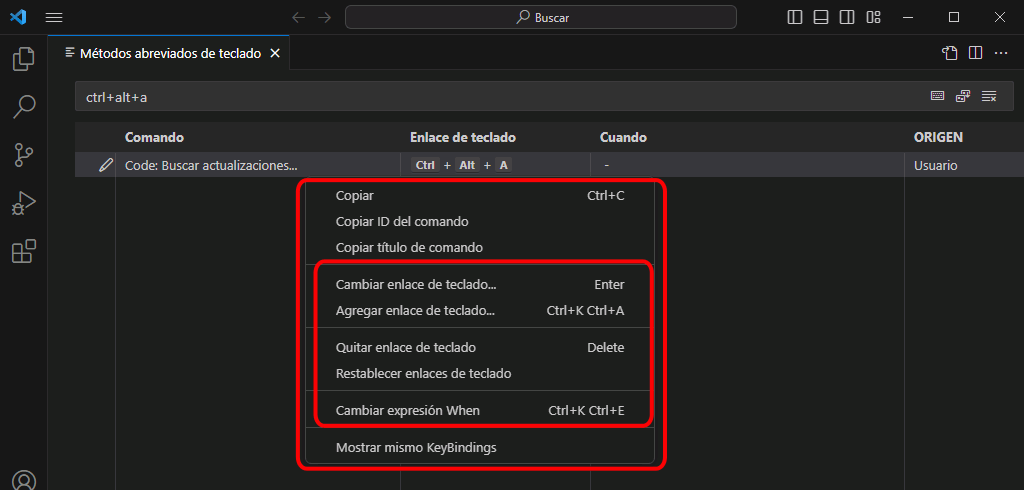 Buscar
Métodos abreviados de teclado
ctrl+alt+a
Comando Enlace de teclado Cuando ORIGEN
Code: Buscar actualizaciones... Ctrl + Alt + A - Usuario
Copiar Ctrl+C
Copiar ID del comando
Copiar título de comando
Cambiar enlace de teclado... Enter
Agregar enlace de teclado... Ctrl+K Ctrl+A
Quitar enlace de teclado Delete
Restablecer enlaces de teclado
Cambiar expresión When Ctrl+K Ctrl+E
Mostrar mismo KeyBindings